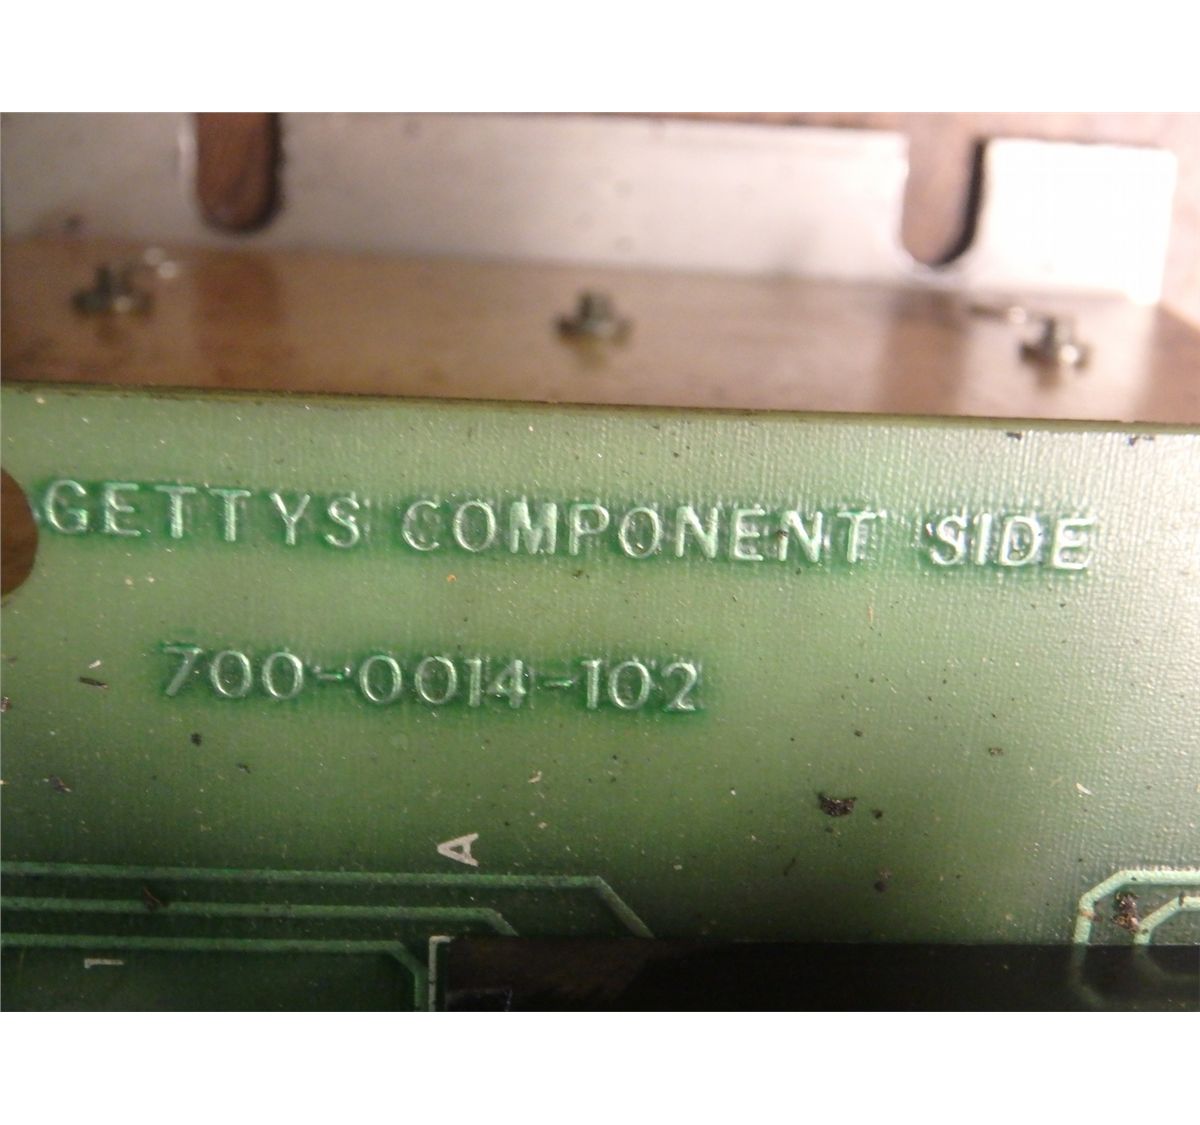 GETTYS COMPONENT SIDE
700-0014-102
A